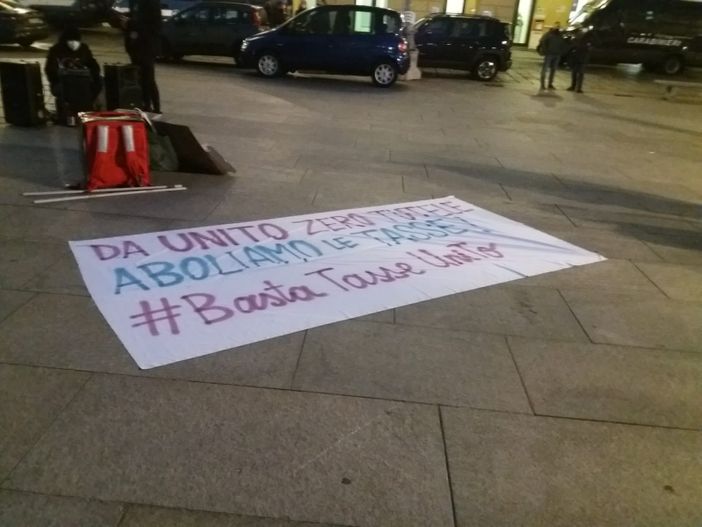 DA UNITO ZERO TUTELE
ABOLIAMO LE TASSE!
#Basta Tasse UniTo
CARABINIERI